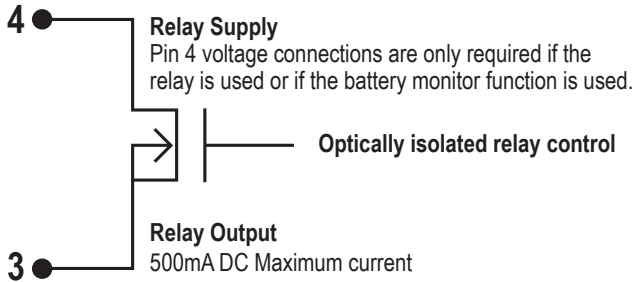 4
Relay Supply
Pin 4 voltage connections are only required if the
relay is used or if the battery monitor function is used.
Optically isolated relay control
Relay Output
3
500mA DC Maximum current